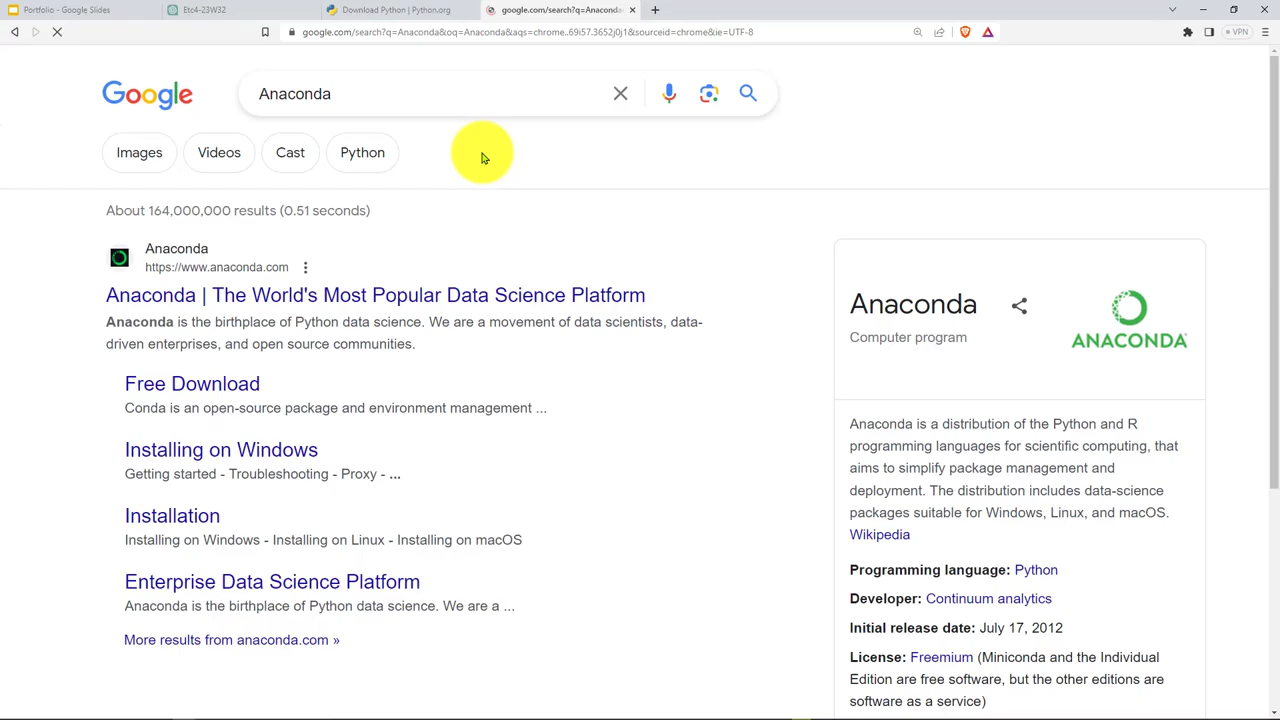 Portfolio - Google Slides
Etc4-23W32
Download Python | Python.org
google.com/search?q=Anaconda
google.com/search?q=Anaconda&oq=Anaconda&aqs=chrome..69i57.3652j0j1&sourceid=chrome&ie=UTF-8
VPN
Google
Anaconda
Images
Videos
Cast
Python
About 164,000,000 results (0.51 seconds)
Anaconda
https://www.anaconda.com
Anaconda | The World's Most Popular Data Science Platform
Anaconda is the birthplace of Python data science. We are a movement of data scientists, data-
driven enterprises, and open source communities.
Free Download
Conda is an open-source package and environment management ...
Installing on Windows
Getting started - Troubleshooting - Proxy - ...
Installation
Installing on Windows - Installing on Linux - Installing on macOS
Enterprise Data Science Platform
Anaconda is the birthplace of Python data science. We are a ...
More results from anaconda.com »
Anaconda
Computer program
ANACONDA
Anaconda is a distribution of the Python and R
programming languages for scientific computing, that
aims to simplify package management and
deployment. The distribution includes data-science
packages suitable for Windows, Linux, and macOS.
Wikipedia
Programming language: Python
Developer: Continuum analytics
Initial release date: July 17, 2012
License: Freemium (Miniconda and the Individual
Edition are free software, but the other editions are
software as a service)